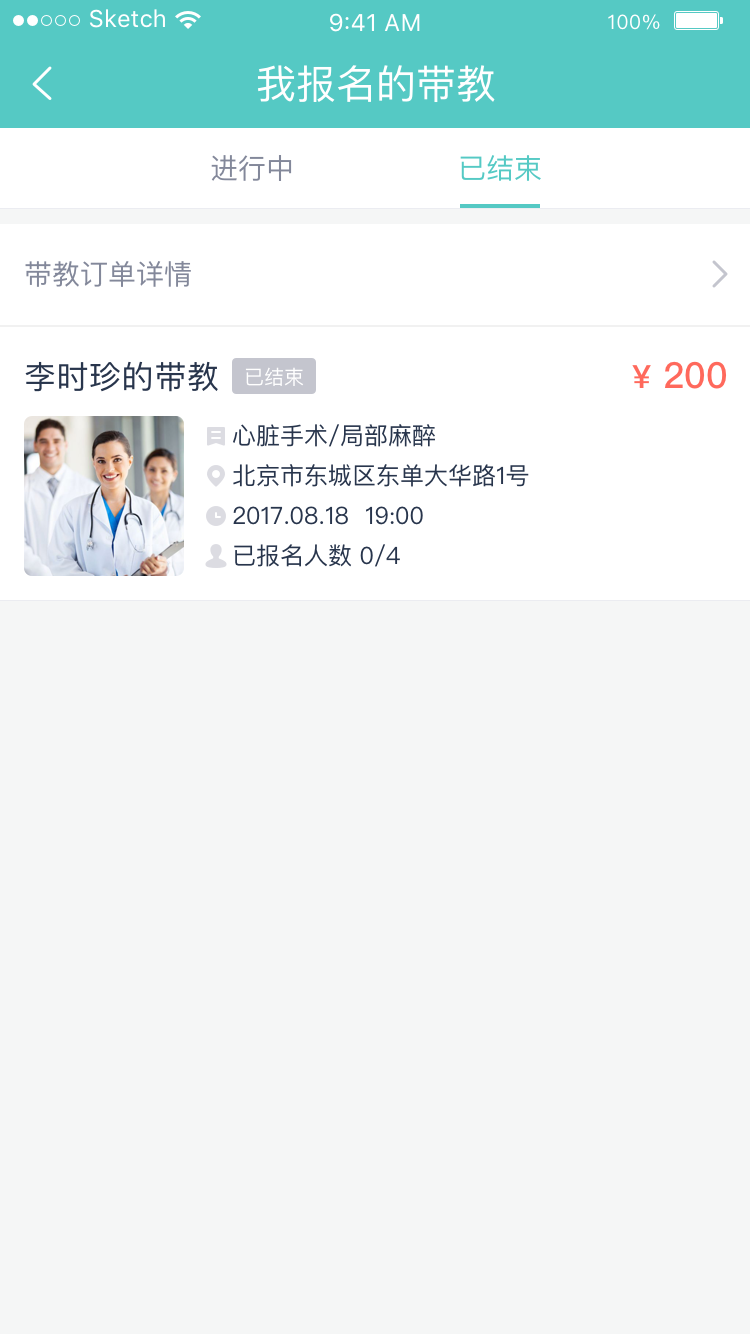 Sketch 9:41 AM 100%
我报名的带教
进行中 已结束
带教订单详情
李时珍的带教 已结束 ¥ 200
心脏手术/局部麻醉
北京市东城区东单大华路1号
2017.08.18 19:00
已报名人数 0/4